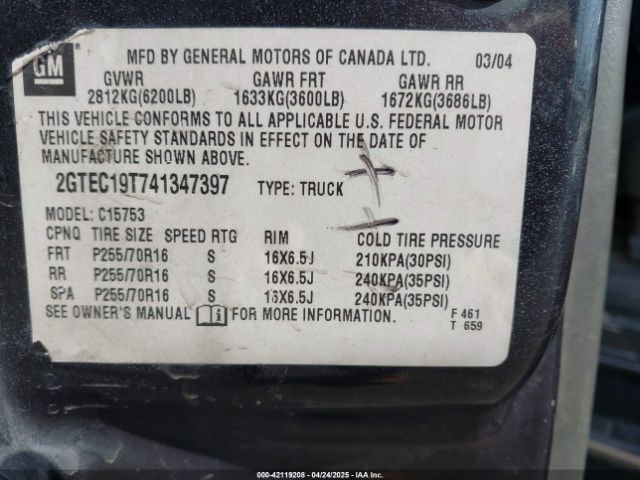 GM
MFD BY GENERAL MOTORS OF CANADA LTD. 03/04
GVWR GAWR FRT GAWR RR
2812KG(6200LB) 1633KG(3600LB) 1672KG(3686LB)
THIS VEHICLE CONFORMS TO ALL APPLICABLE U.S. FEDERAL MOTOR
VEHICLE SAFETY STANDARDS IN EFFECT ON THE DATE OF
MANUFACTURE SHOWN ABOVE.
2GTEC19T741347397 TYPE: TRUCK
MODEL: C15753
CPNQ TIRE SIZE SPEED RTG RIM COLD TIRE PRESSURE
FRT P255/70R16 S 16X6.5J 210KPA(30PSI)
RR P255/70R16 S 16X6.5J 240KPA(35PSI)
SPA P255/70R16 S 16X6.5J 240KPA(35PSI)
SEE OWNER'S MANUAL FOR MORE INFORMATION.
F 461
T 659
000-42119208 - 04/24/2025 - COPYRIGHT IAA, LLC.